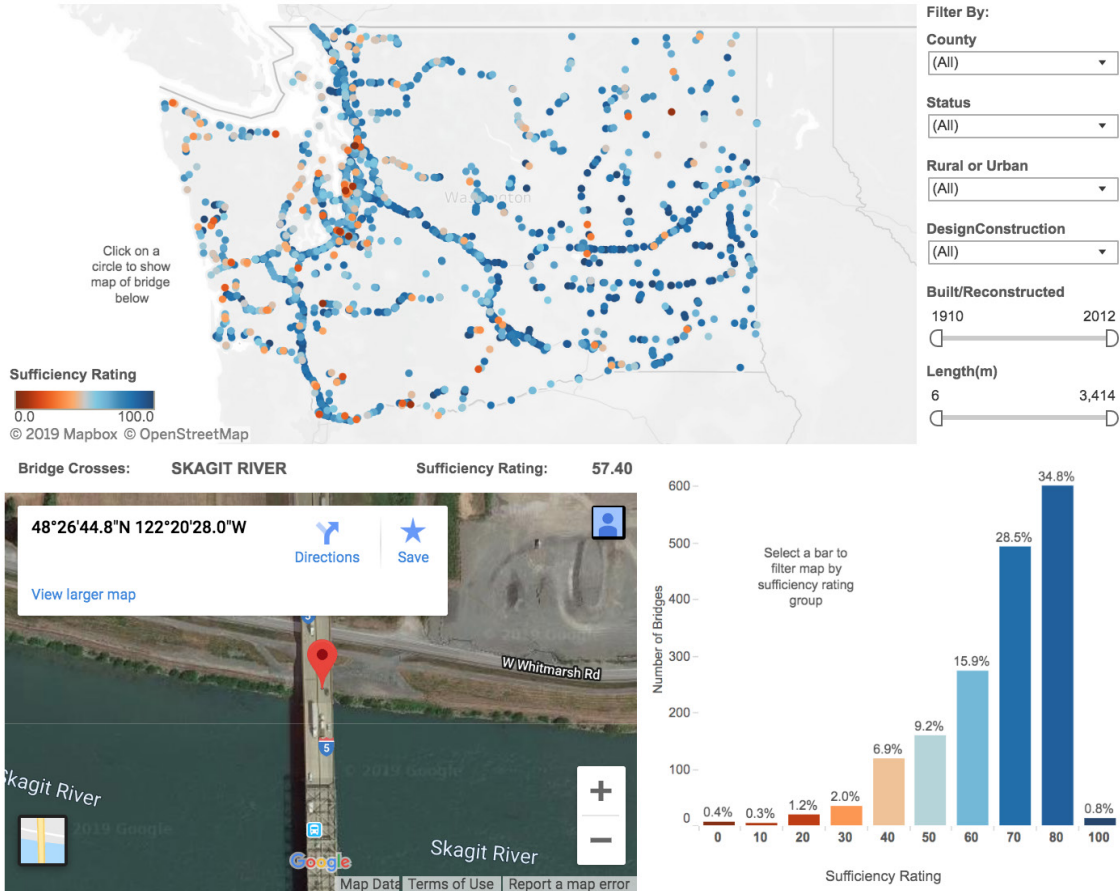 Washington
Click on a
circle to show
map of bridge
below
Sufficiency Rating
0.0 100.0
© 2019 Mapbox © OpenStreetMap
Filter By:
County
(All)
Status
(All)
Rural or Urban
(All)
DesignConstruction
(All)
Built/Reconstructed
1910 2012
Length(m)
6 3,414
Bridge Crosses: SKAGIT RIVER Sufficiency Rating: 57.40
48°26'44.8"N 122°20'28.0"W
Directions Save
View larger map
5
© 2019 Google
W Whitmarsh Rd
5
© 2019 Google
Skagit River
2019 Google
Skagit River
Google
Map Data Terms of Use Report a map error
Number of Bridges
600
500
400
300
200
100
0
Select a bar to
filter map by
sufficiency rating
group
0.4% 0.3% 1.2% 2.0% 6.9% 9.2% 15.9% 28.5% 34.8% 0.8%
0 10 20 30 40 50 60 70 80 100
Sufficiency Rating